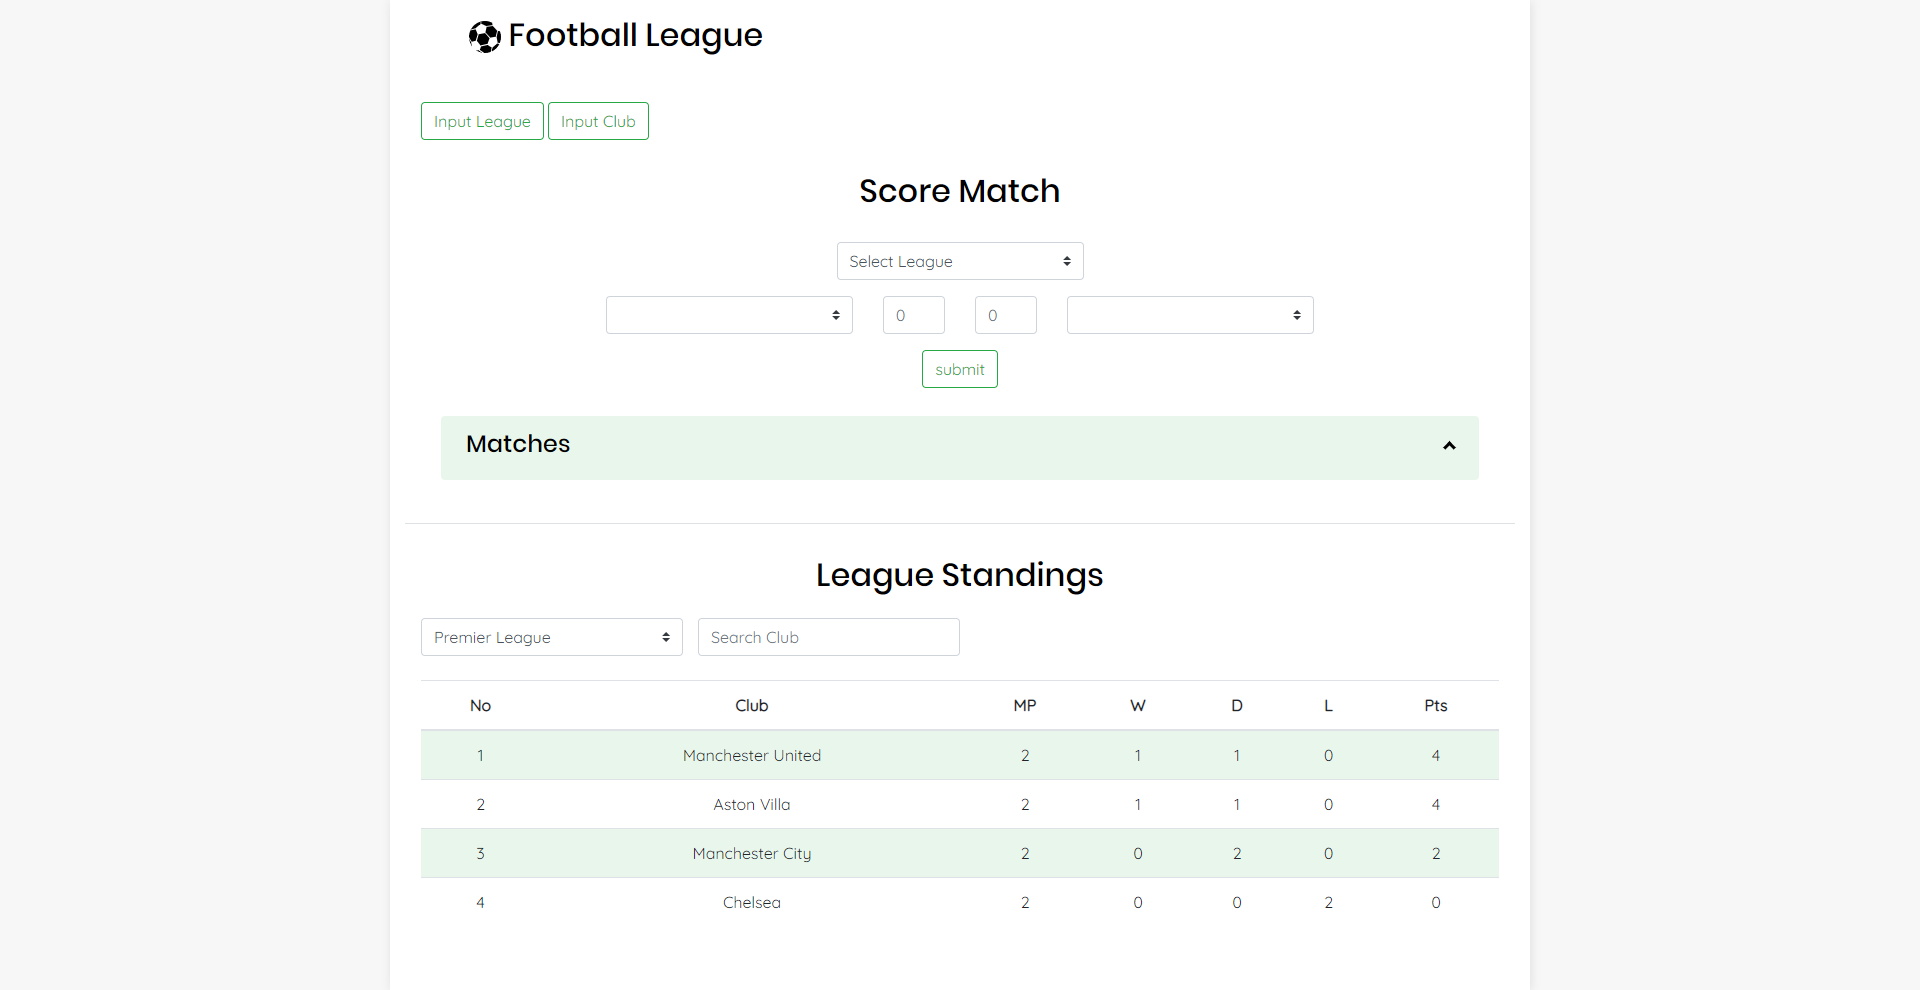 Football League
Input League Input Club
Score Match
Select League
0 0
submit
Matches
League Standings
Premier League Search Club
No Club MP W D L Pts
1 Manchester United 2 1 1 0 4
2 Aston Villa 2 1 1 0 4
3 Manchester City 2 0 2 0 2
4 Chelsea 2 0 0 2 0